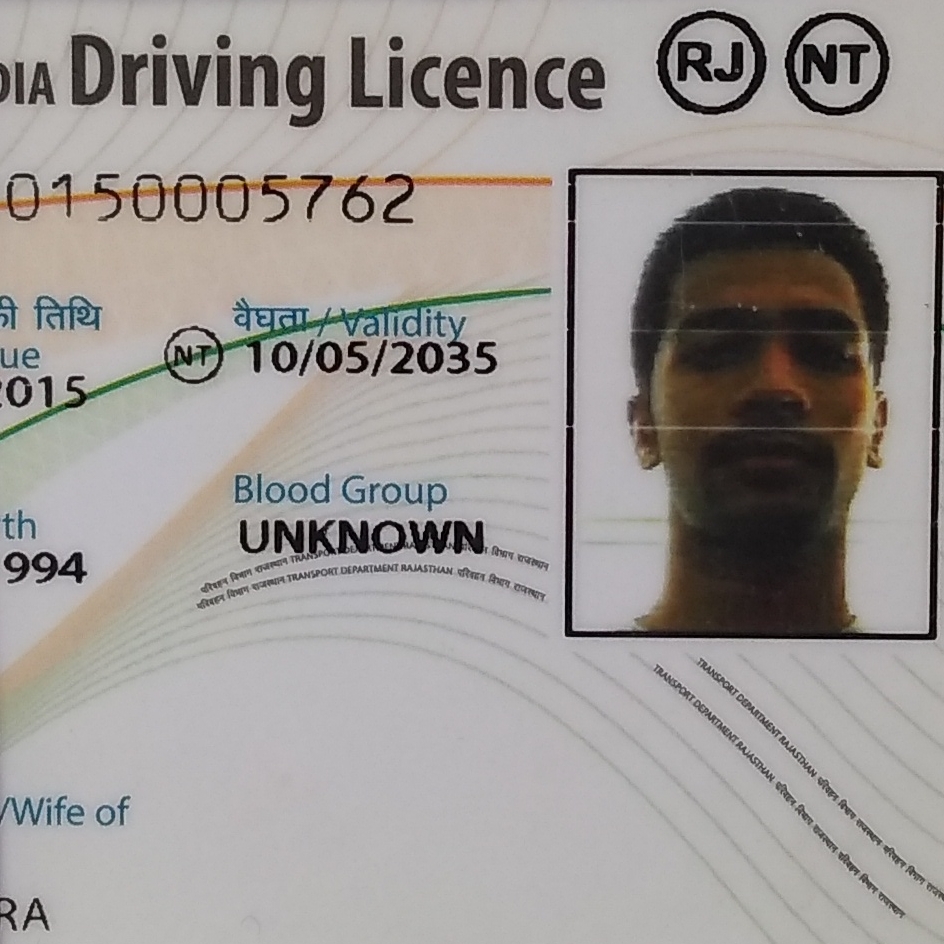 DIA Driving Licence RJ NT
0150005762
की तिथि वैघता / Validity
ue NT 10/05/2035
2015
Blood Group
th UNKNOWN
994
परिवहन विभाग राजस्थान TRANSPORT DEPARTMENT RAJASTHAN परिवहन विभाग राजस्थान
परिवहन विभाग राजस्थान TRANSPORT DEPARTMENT RAJASTHAN परिवहन विभाग राजस्थान
TRANSPORT DEPARTMENT RAJASTHAN परिवहन विभाग राजस्थान परिवहन विभाग राजस्थान
TRANSPORT DEPARTMENT RAJASTHAN परिवहन विभाग राजस्थान परिवहन विभाग राजस्थान
/Wife of
RA